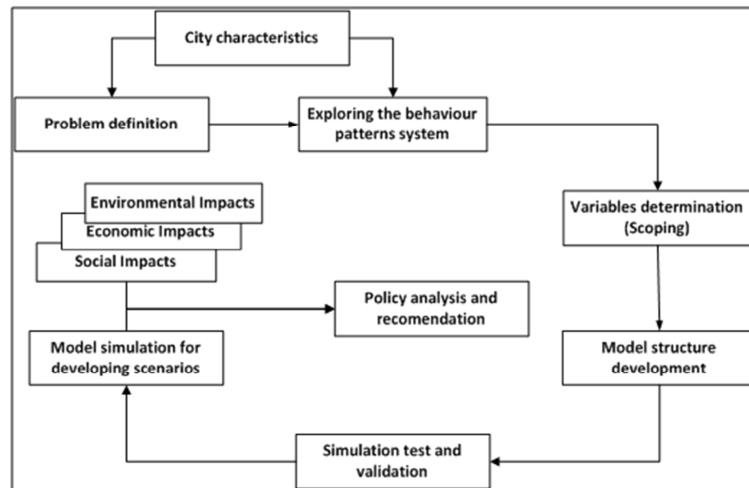 City characteristics
Problem definition
Exploring the behaviour
patterns system
Environmental Impacts
Economic Impacts
Social Impacts
Variables determination
(Scoping)
Policy analysis and
recomendation
Model simulation for
developing scenarios
Model structure
development
Simulation test and
validation